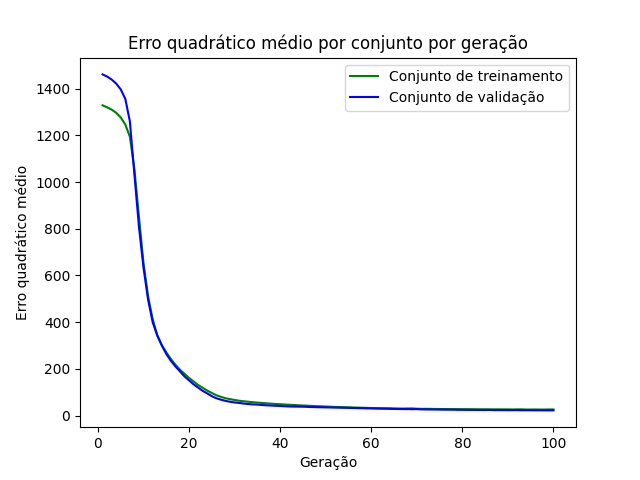 Erro quadrático médio por conjunto por geração
Conjunto de treinamento
Conjunto de validação
Erro quadrático médio
1400
1200
1000
800
600
400
200
0
0 20 40 60 80 100
Geração